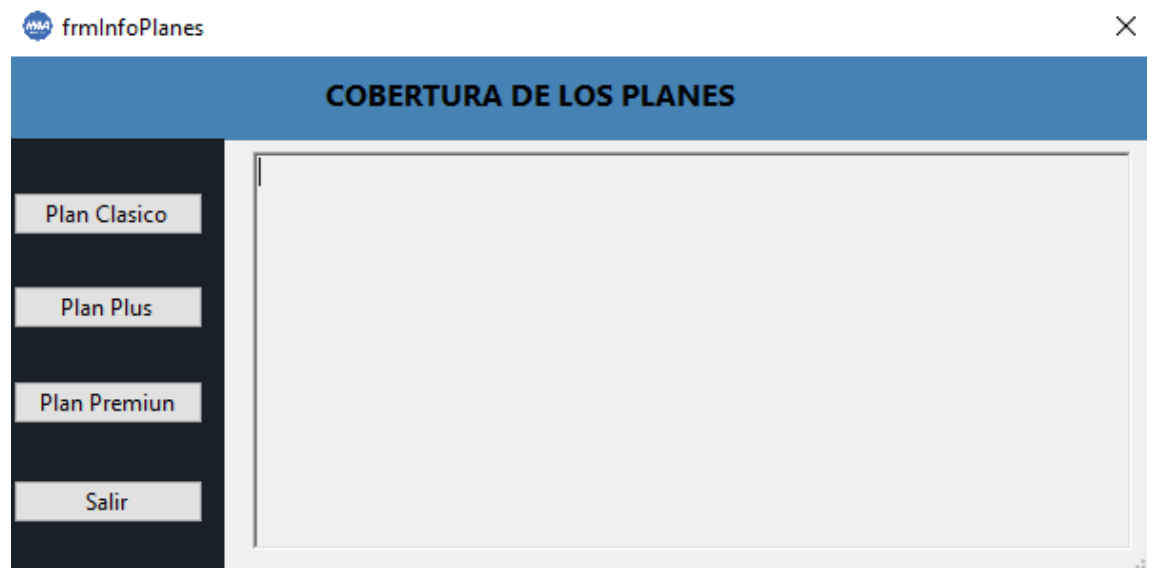 frmInfoPlanes
COBERTURA DE LOS PLANES
Plan Clasico
Plan Plus
Plan Premiun
Salir